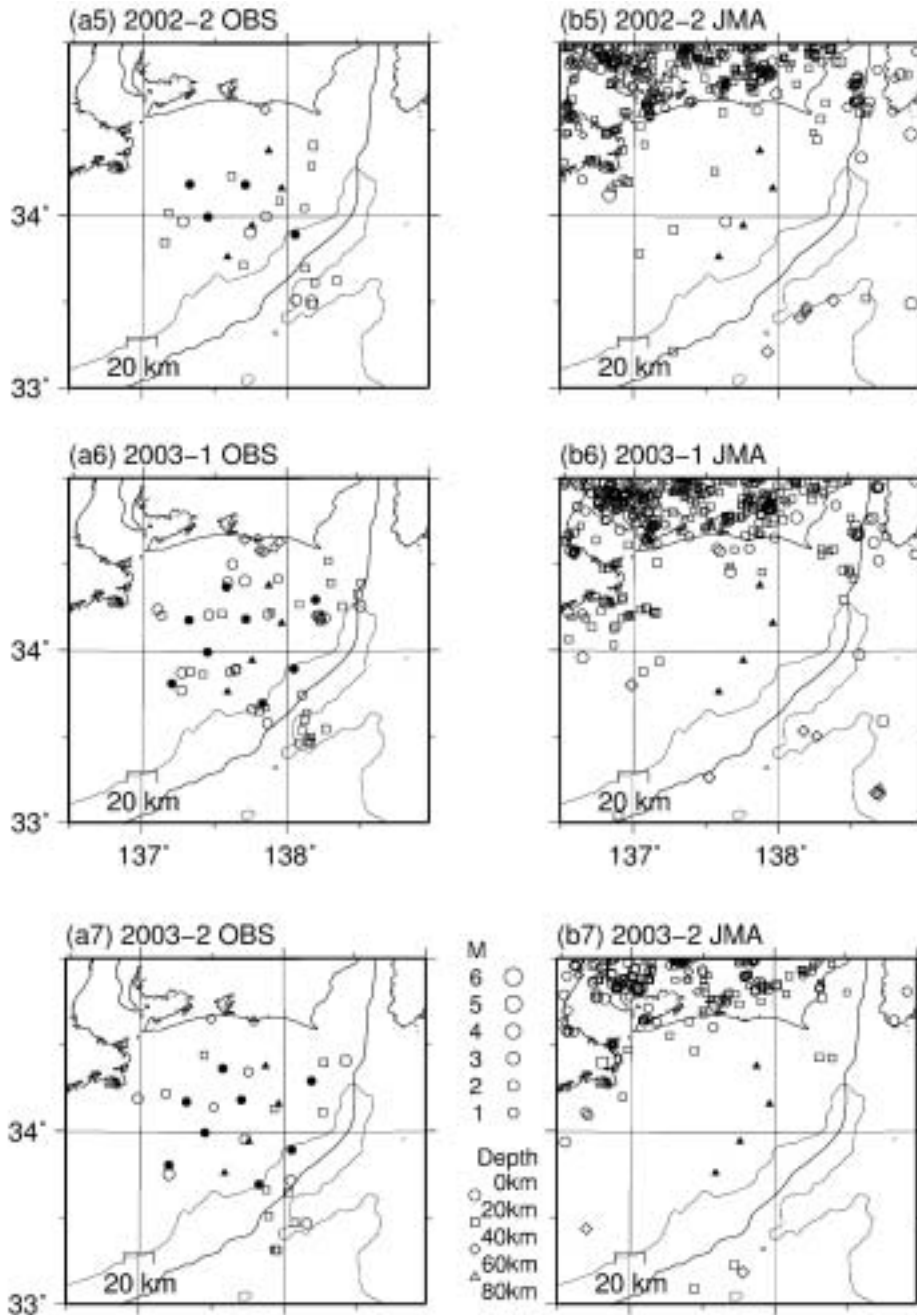 (a5) 2002-2 OBS
(b5) 2002-2 JMA
34˚
20 km
20 km
33˚
(a6) 2003-1 OBS
(b6) 2003-1 JMA
34˚
20 km
20 km
33˚
137˚
138˚
137˚
138˚
(a7) 2003-2 OBS
(b7) 2003-2 JMA
M
6
5
4
3
2
1
34˚
Depth
0km
20km
40km
60km
80km
20 km
20 km
33˚